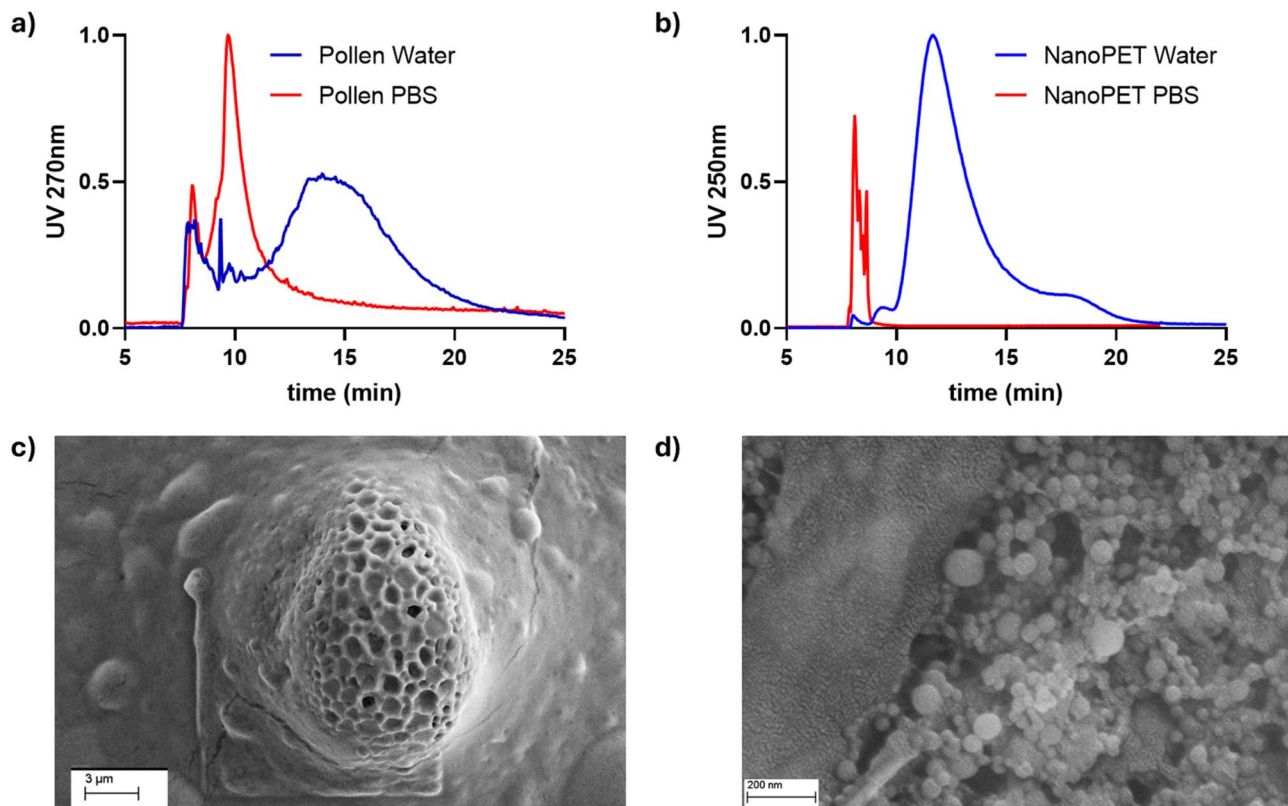 a)
1.0
0.5
0.0
UV 270nm
Pollen Water
Pollen PBS
5
10
15
20
25
time (min)
b)
1.0
0.5
0.0
UV 250nm
NanoPET Water
NanoPET PBS
5
10
15
20
25
time (min)
c)
3 µm
d)
200 nm